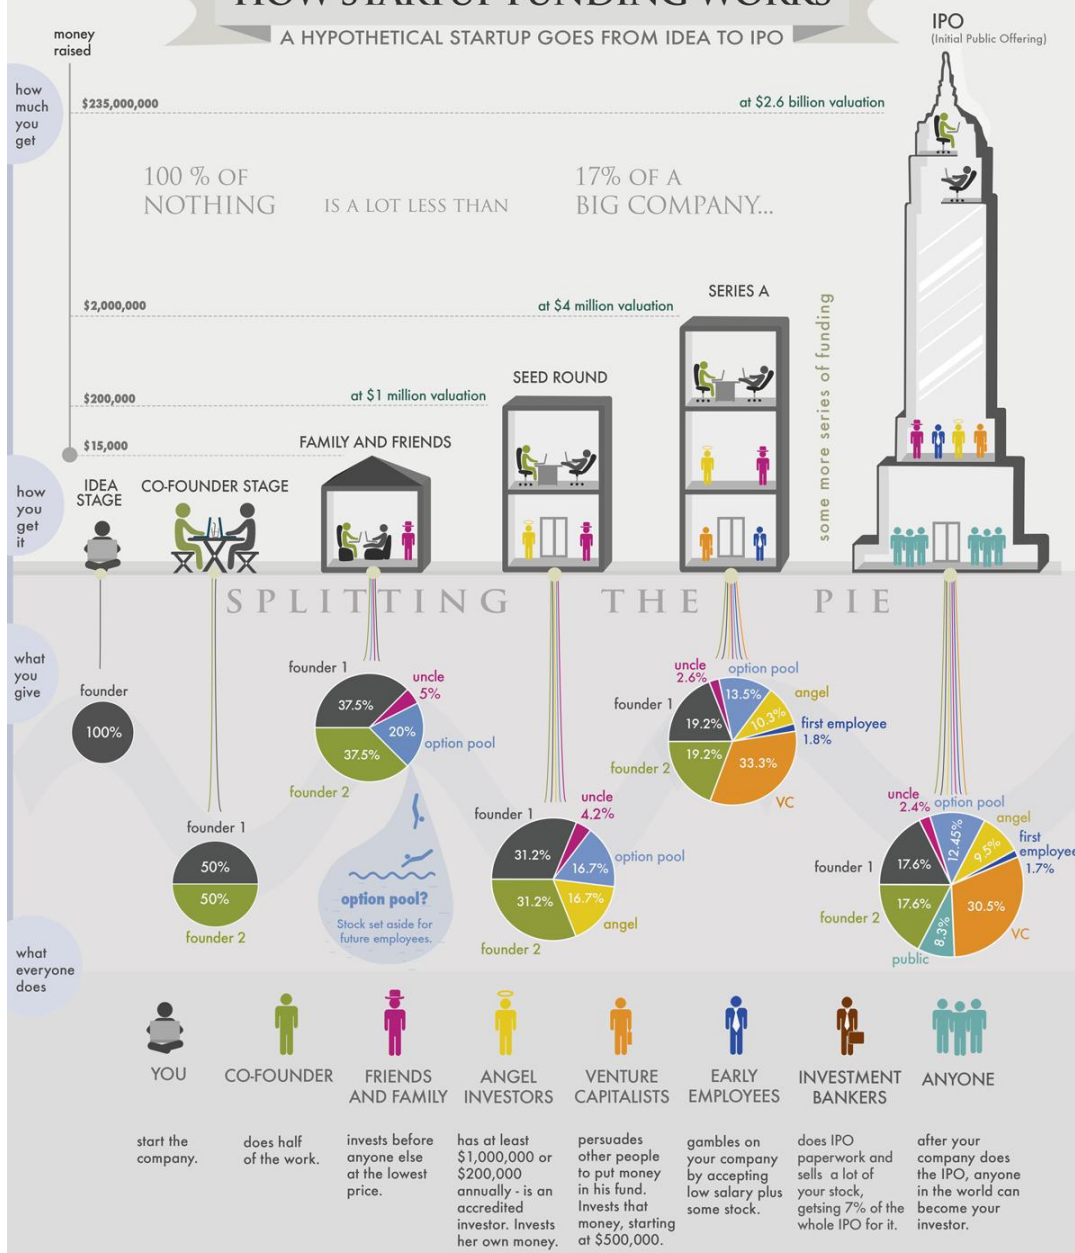 HOW STARTUP FUNDING WORKS
A HYPOTHETICAL STARTUP GOES FROM IDEA TO IPO
IPO
(Initial Public Offering)
money
raised
how
much
you
get
$235,000,000
at $2.6 billion valuation
100 % OF
NOTHING
IS A LOT LESS THAN
17% OF A
BIG COMPANY...
$2,000,000
at $4 million valuation
SERIES A
some more series of funding
$200,000
at $1 million valuation
SEED ROUND
$15,000
FAMILY AND FRIENDS
how
you
get
it
IDEA
STAGE
CO-FOUNDER STAGE
SPLITTING THE PIE
what
you
give
founder
100%
founder 1
50%
50%
founder 2
founder 1
uncle
5%
37.5%
20%
option pool
37.5%
founder 2
option pool?
Stock set aside for
future employees.
founder 1
uncle
4.2%
31.2%
option pool
16.7%
31.2%
16.7%
angel
founder 2
uncle
2.6%
option pool
13.5%
angel
founder 1
19.2%
10.3%
first employee
1.8%
19.2%
33.3%
founder 2
VC
uncle
2.4%
option pool
angel
12.45%
9.5%
first
employee
1.7%
founder 1
17.6%
17.6%
30.5%
founder 2
8.3%
VC
public
what
everyone
does
YOU
start the
company.
CO-FOUNDER
does half
of the work.
FRIENDS
AND FAMILY
invests before
anyone else
at the lowest
price.
ANGEL
INVESTORS
has at least
$1,000,000 or
$200,000
annually - is an
accredited
investor. Invests
her own money.
VENTURE
CAPITALISTS
persuades
other people
to put money
in his fund.
Invests that
money, starting
at $500,000.
EARLY
EMPLOYEES
gambles on
your company
by accepting
low salary plus
some stock.
INVESTMENT
BANKERS
does IPO
paperwork and
sells a lot of
your stock,
getsing 7% of the
whole IPO for it.
ANYONE
after your
company does
the IPO, anyone
in the world can
become your
investor.